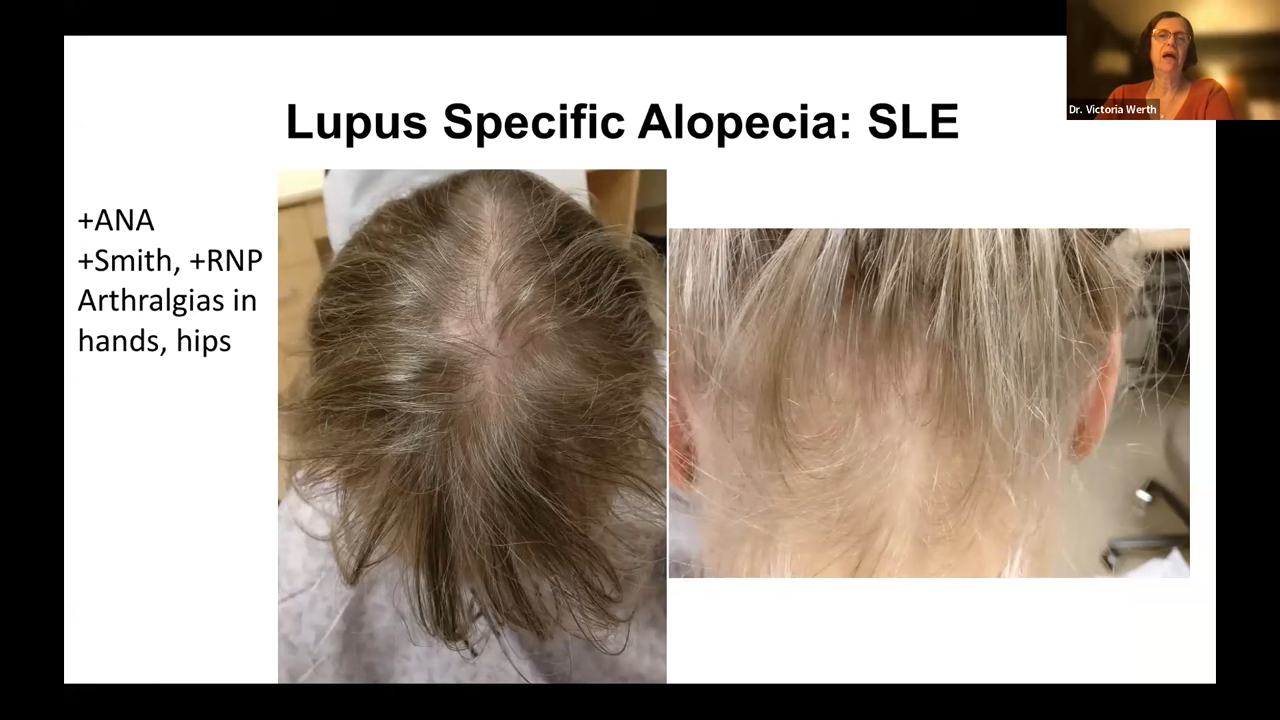 Lupus Specific Alopecia: SLE
Dr. Victoria Werth
+ANA
+Smith, +RNP
Arthralgias in
hands, hips